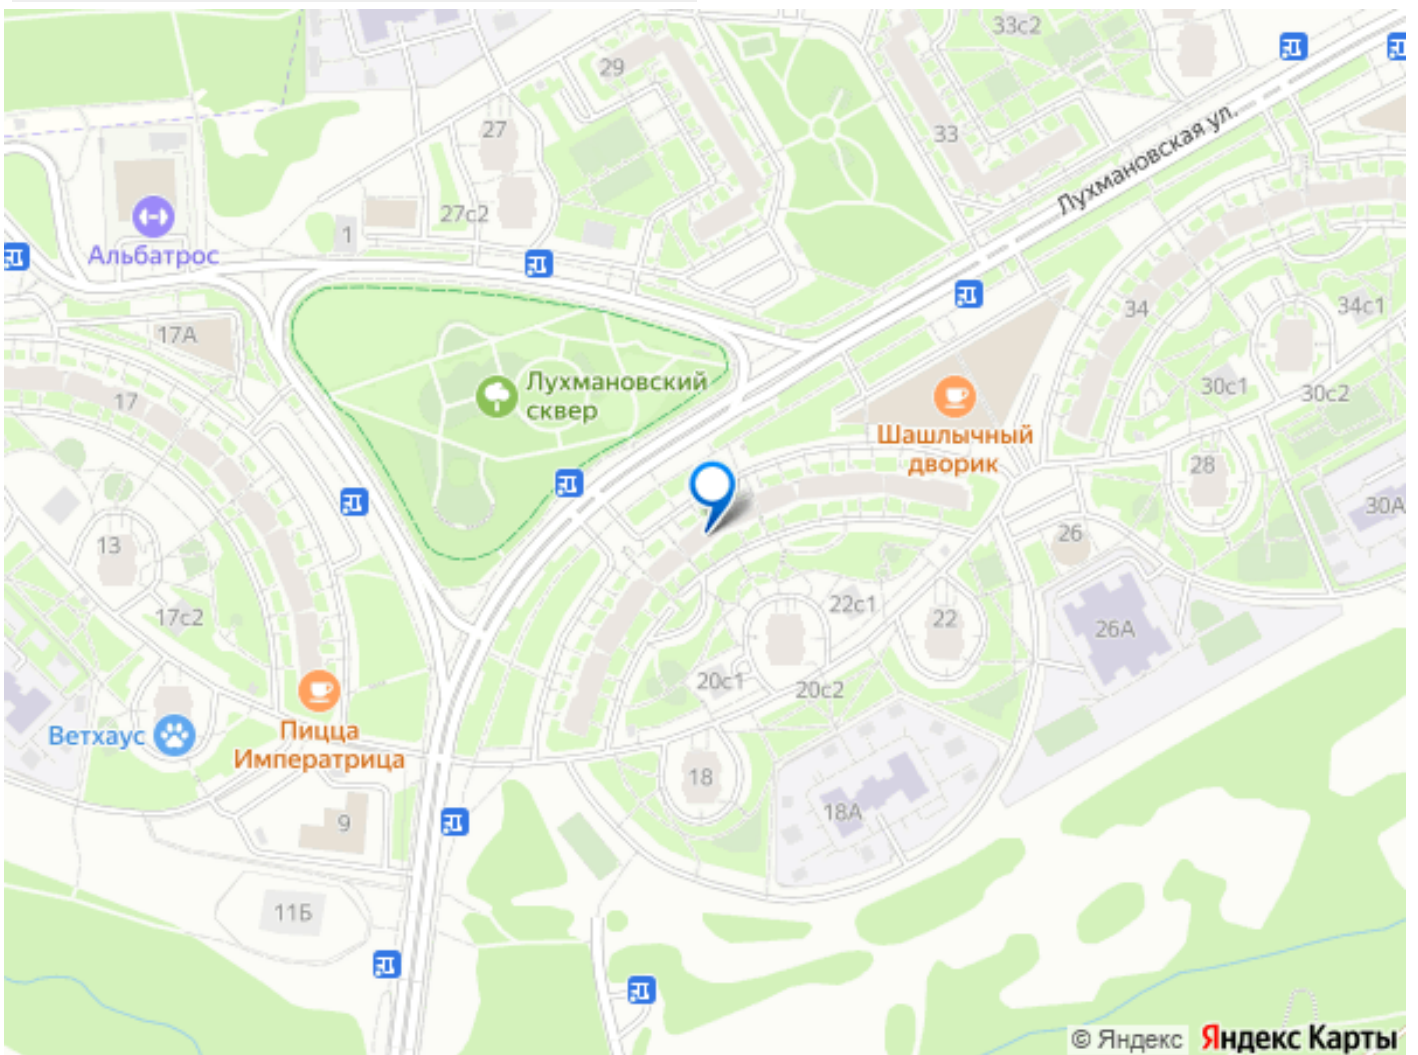 33с2
29
27
33
Лухмановская ул.
27с2
1
Альбатрос
34
34с1
17А
Лухмановский
сквер
30с1
30с2
17
Шашлычный
дворик
28
30А
13
26
22с1
17с2
22
26А
20с1
20с2
Ветхаус
Пицца
Императрица
18
18А
9
11Б
© Яндекс Яндекс Карты